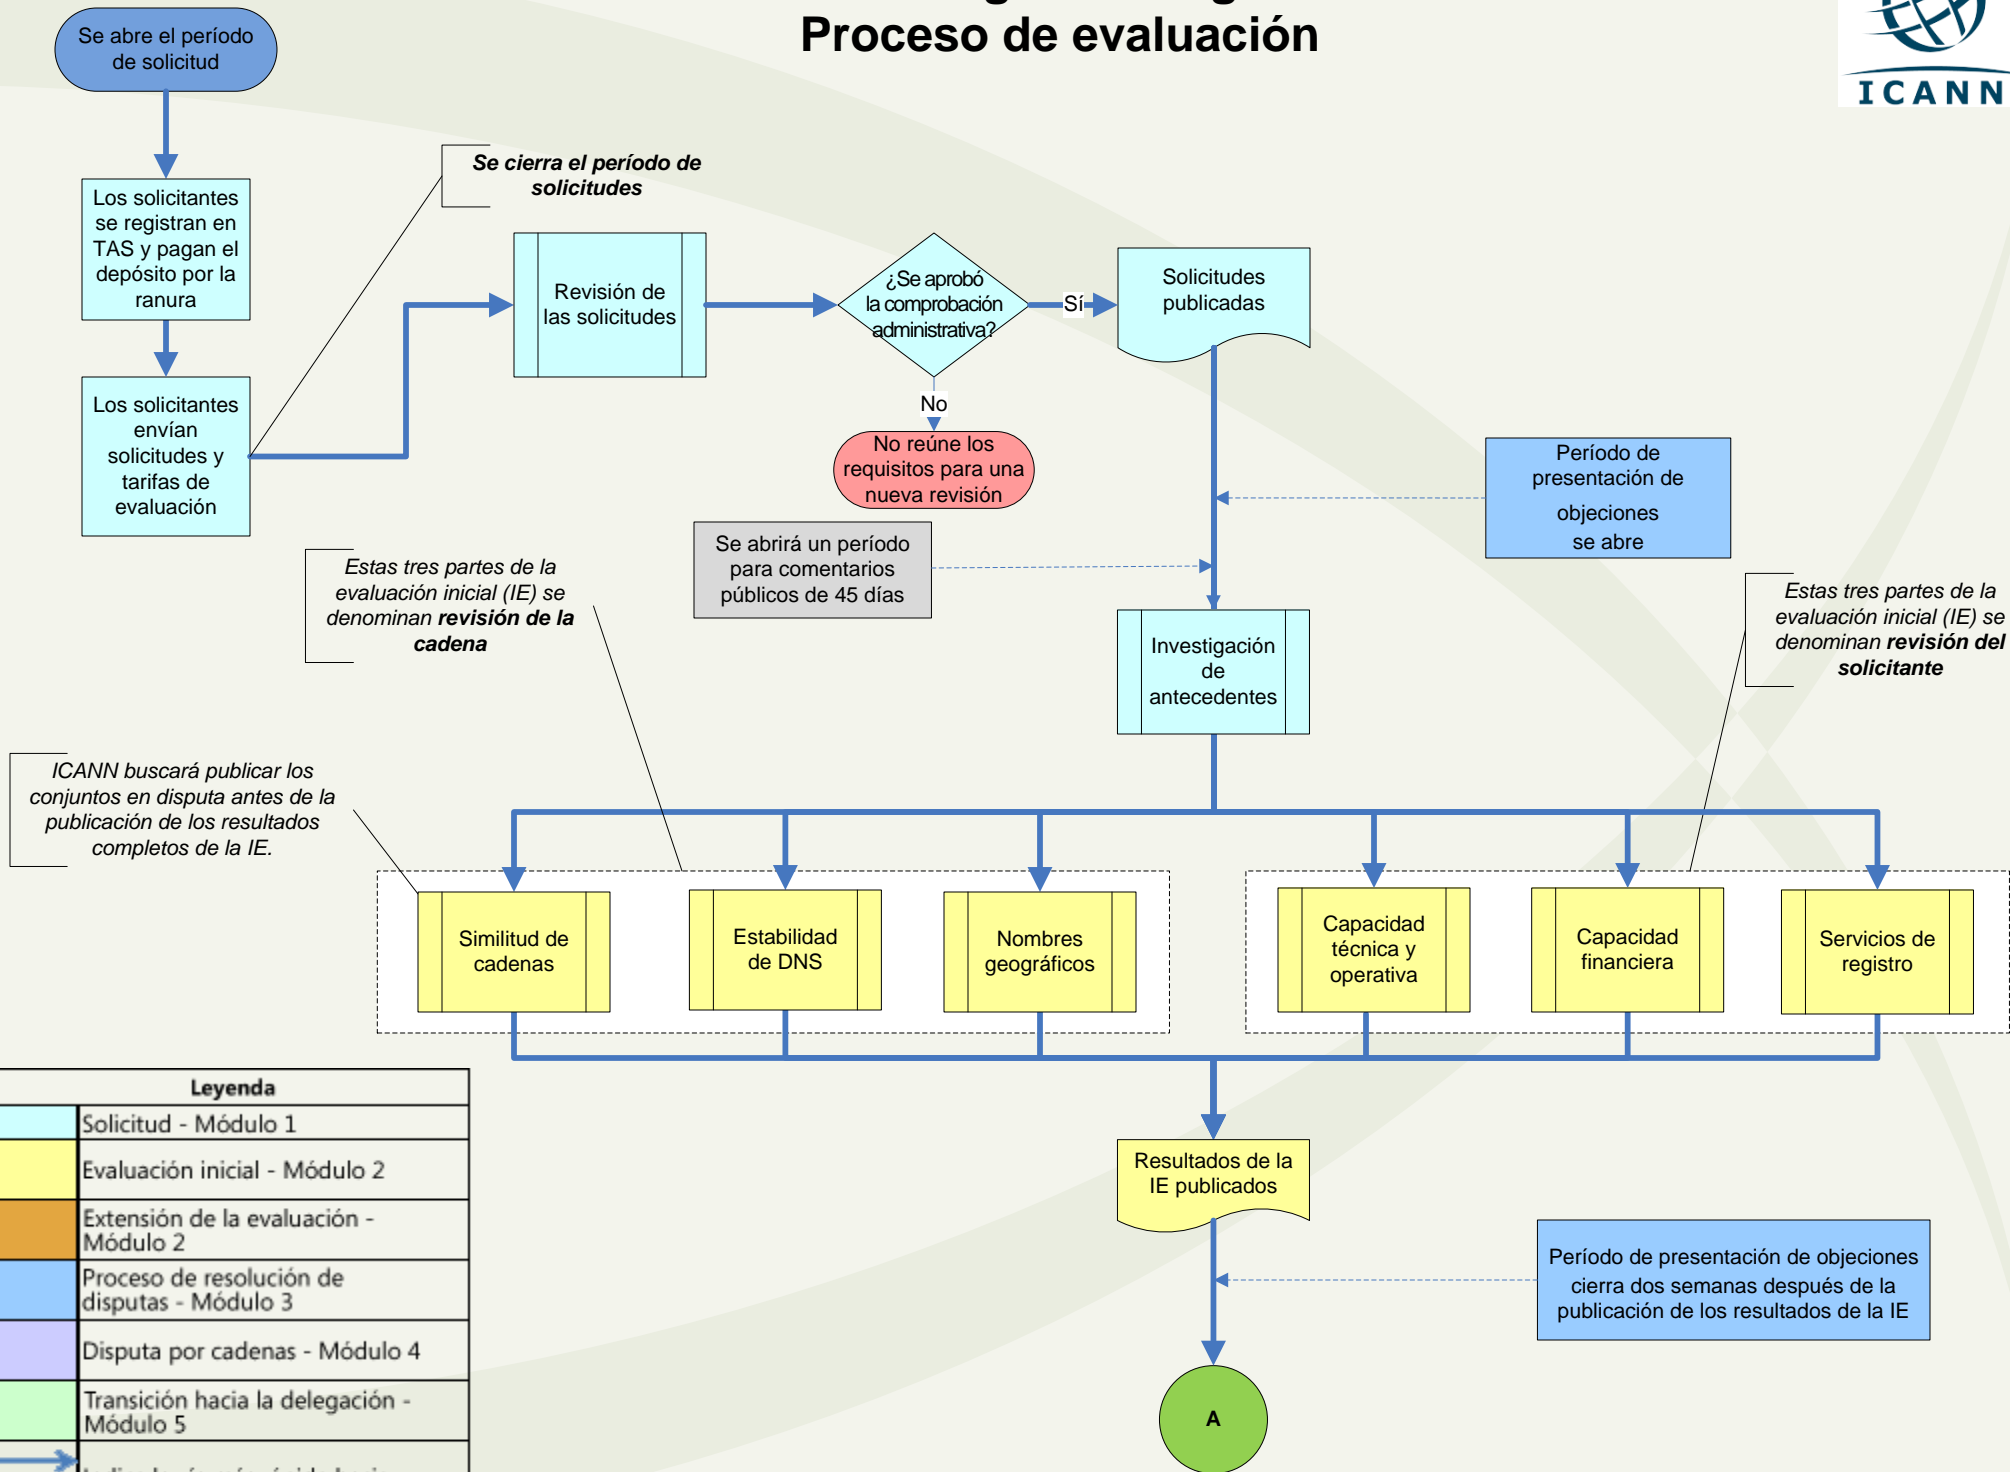 Proceso de evaluación
ICANN
Se abre el período
de solicitud
Los solicitantes
se registran en
TAS y pagan el
depósito por la
ranura
Los solicitantes
envían
solicitudes y
tarifas de
evaluación
Se cierra el período de
solicitudes
Revisión de
las solicitudes
¿Se aprobó
la comprobación
administrativa?
Sí
No
No reúne los
requisitos para una
nueva revisión
Solicitudes
publicadas
Período de
presentación de
objeciones
se abre
Se abrirá un período
para comentarios
públicos de 45 días
Estas tres partes de la
evaluación inicial (IE) se
denominan revisión de la
cadena
Estas tres partes de la
evaluación inicial (IE) se
denominan revisión del
solicitante
Investigación
de
antecedentes
ICANN buscará publicar los
conjuntos en disputa antes de la
publicación de los resultados
completos de la IE.
Similitud de
cadenas
Estabilidad
de DNS
Nombres
geográficos
Capacidad
técnica y
operativa
Capacidad
financiera
Servicios de
registro
Resultados de la
IE publicados
Período de presentación de objeciones
cierra dos semanas después de la
publicación de los resultados de la IE
A
Leyenda
Solicitud - Módulo 1
Evaluación inicial - Módulo 2
Extensión de la evaluación -
Módulo 2
Proceso de resolución de
disputas - Módulo 3
Disputa por cadenas - Módulo 4
Transición hacia la delegación -
Módulo 5